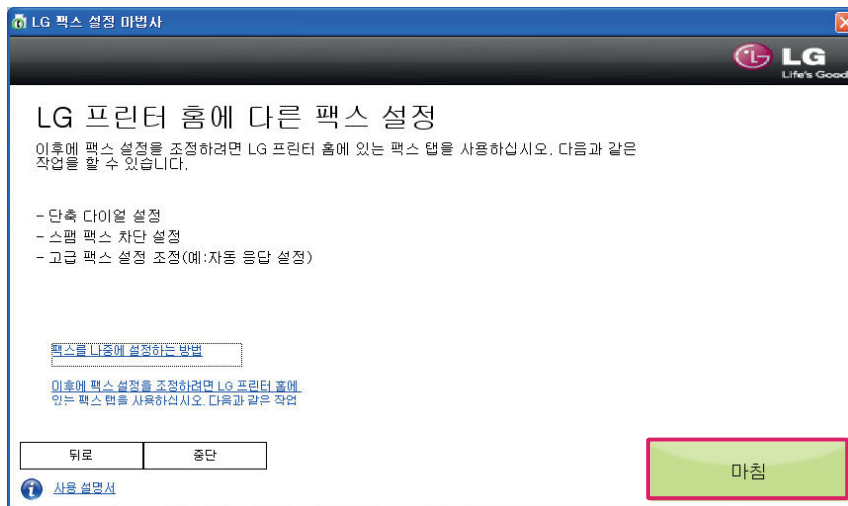 LG 팩스 설정 마법사
LG
Life's Good
LG 프린터 홈에 다른 팩스 설정
이후에 팩스 설정을 조정하려면 LG 프린터 홈에 있는 팩스 탭을 사용하십시오. 다음과 같은
작업을 할 수 있습니다.
- 단축 다이얼 설정
- 스팸 팩스 차단 설정
- 고급 팩스 설정 조정(예:자동 응답 설정)
팩스를 나중에 설정하는 방법
이후에 팩스 설정을 조정하려면 LG 프린터 홈에
있는 팩스 탭을 사용하십시오. 다음과 같은 작업
뒤로 중단
마침
사용 설명서